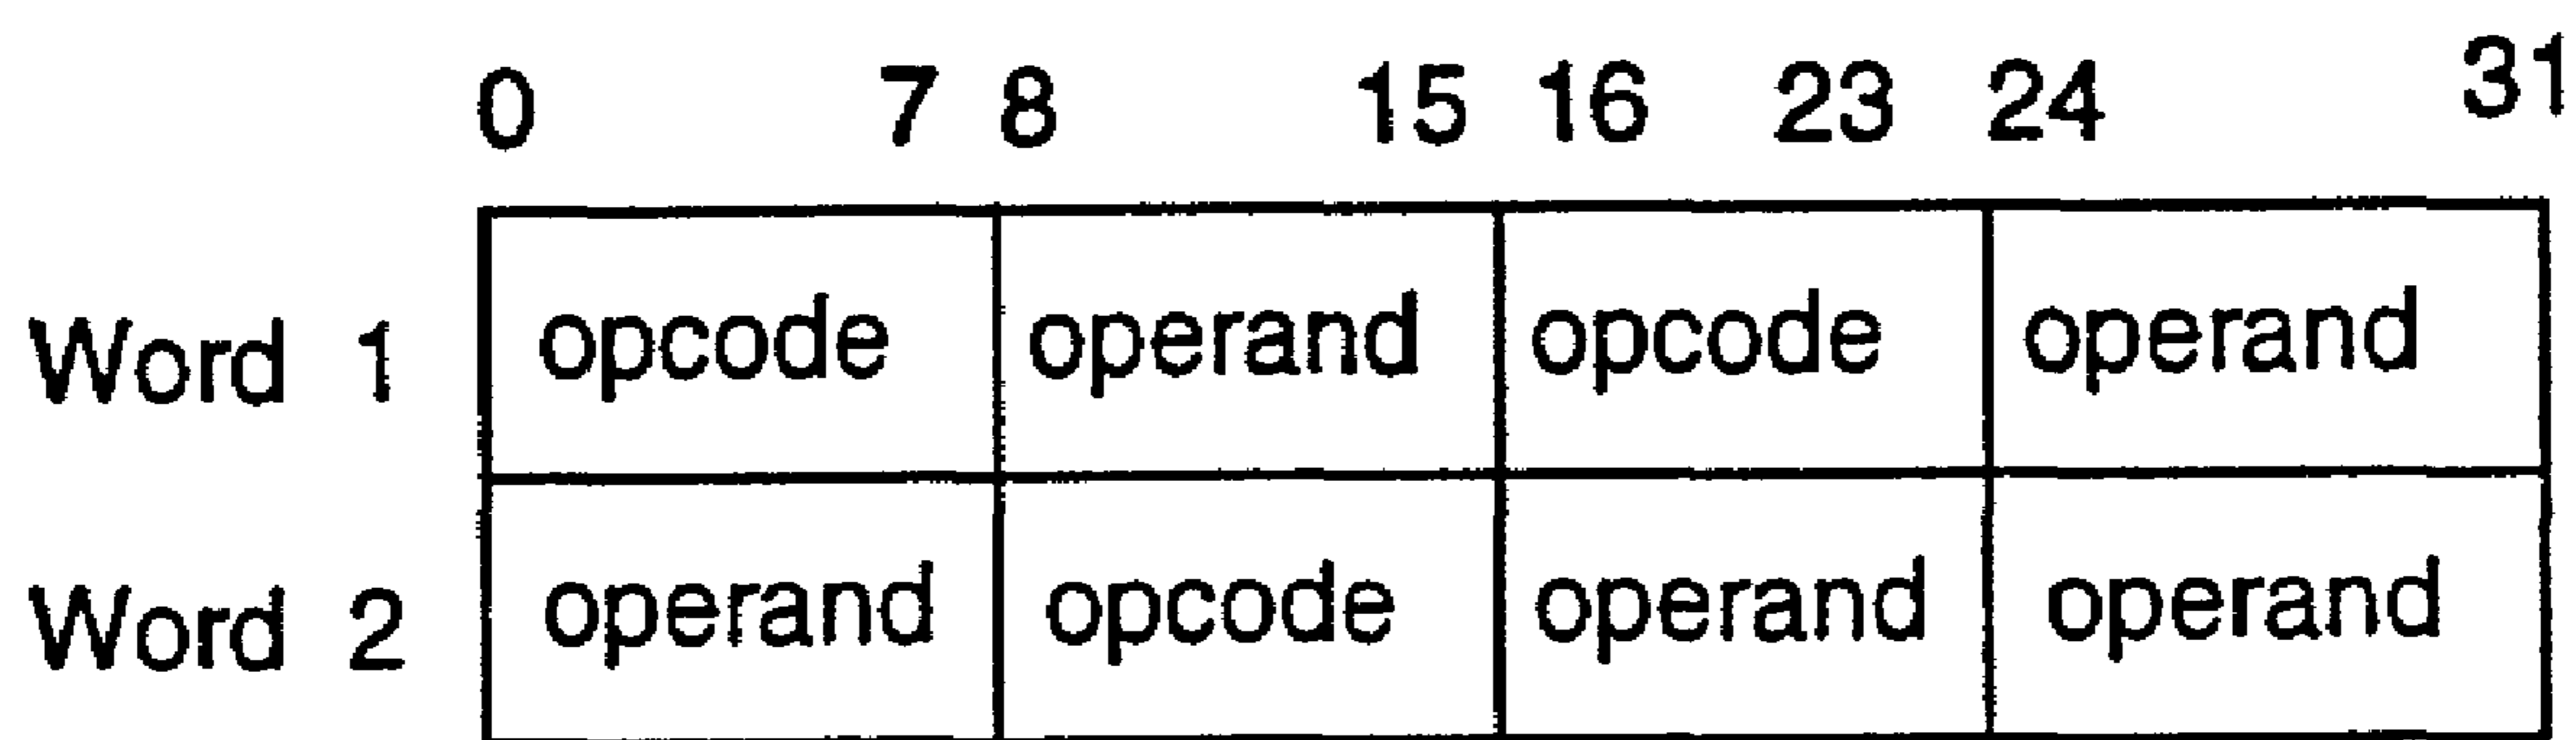 0 7 8 15 16 23 24 31
Word 1 opcode operand opcode operand
Word 2 operand opcode operand operand